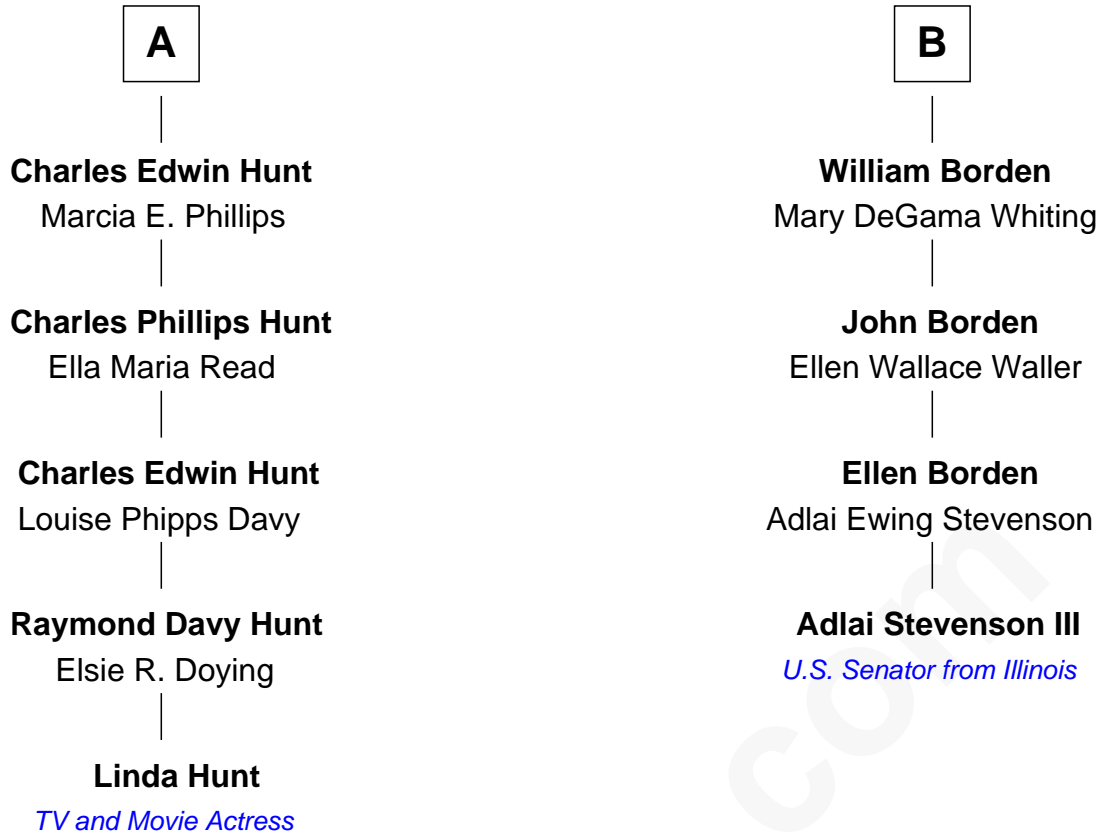 A
Charles Edwin Hunt
Marcia E. Phillips
Charles Phillips Hunt
Ella Maria Read
Charles Edwin Hunt
Louise Phipps Davy
Raymond Davy Hunt
Elsie R. Doying
Linda Hunt
TV and Movie Actress
B
William Borden
Mary DeGama Whiting
John Borden
Ellen Wallace Waller
Ellen Borden
Adlai Ewing Stevenson
Adlai Stevenson III
U.S. Senator from Illinois
com